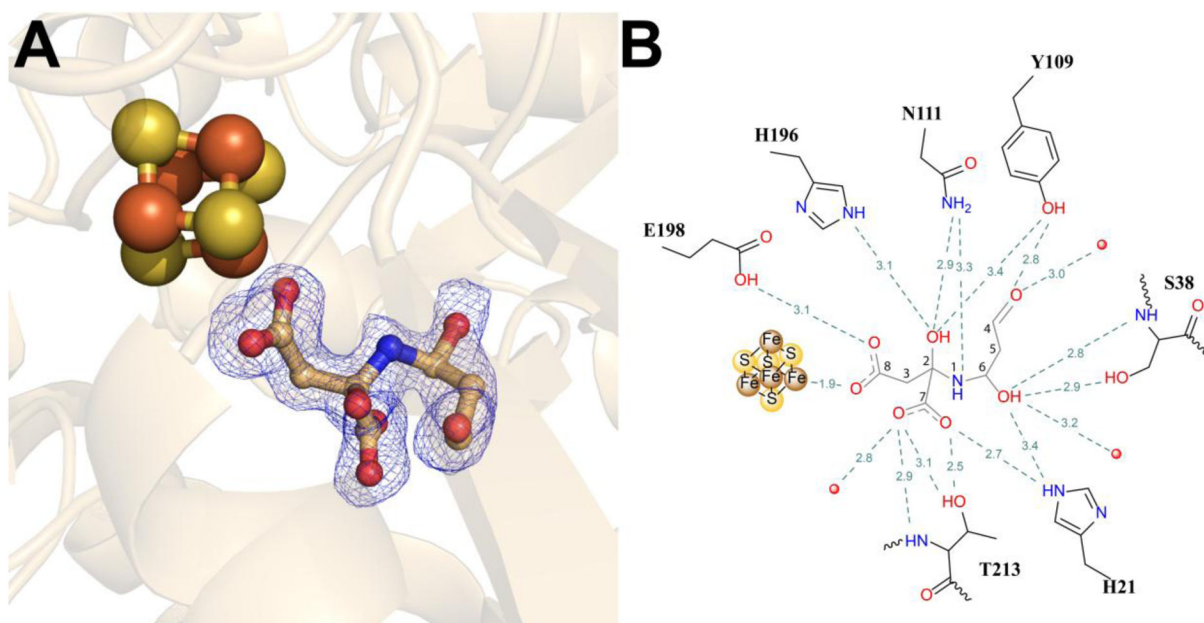 A
B
Y109
N111
H196
O
NH2
OH
N
NH
E198
O
OH
S38
NH
O
HO
3.1
2.9
3.3
3.4
2.8
3.0
3.1
O
4
5
2.8
2.9
OH
2
1
6
O
8
3
N
H
OH
7
O
O
O
Fe
S
S
S
Fe
Fe
Fe
S
1.9
3.2
3.4
2.8
2.9
3.1
2.5
2.7
HO
HN
N
HN
O
T213
H21